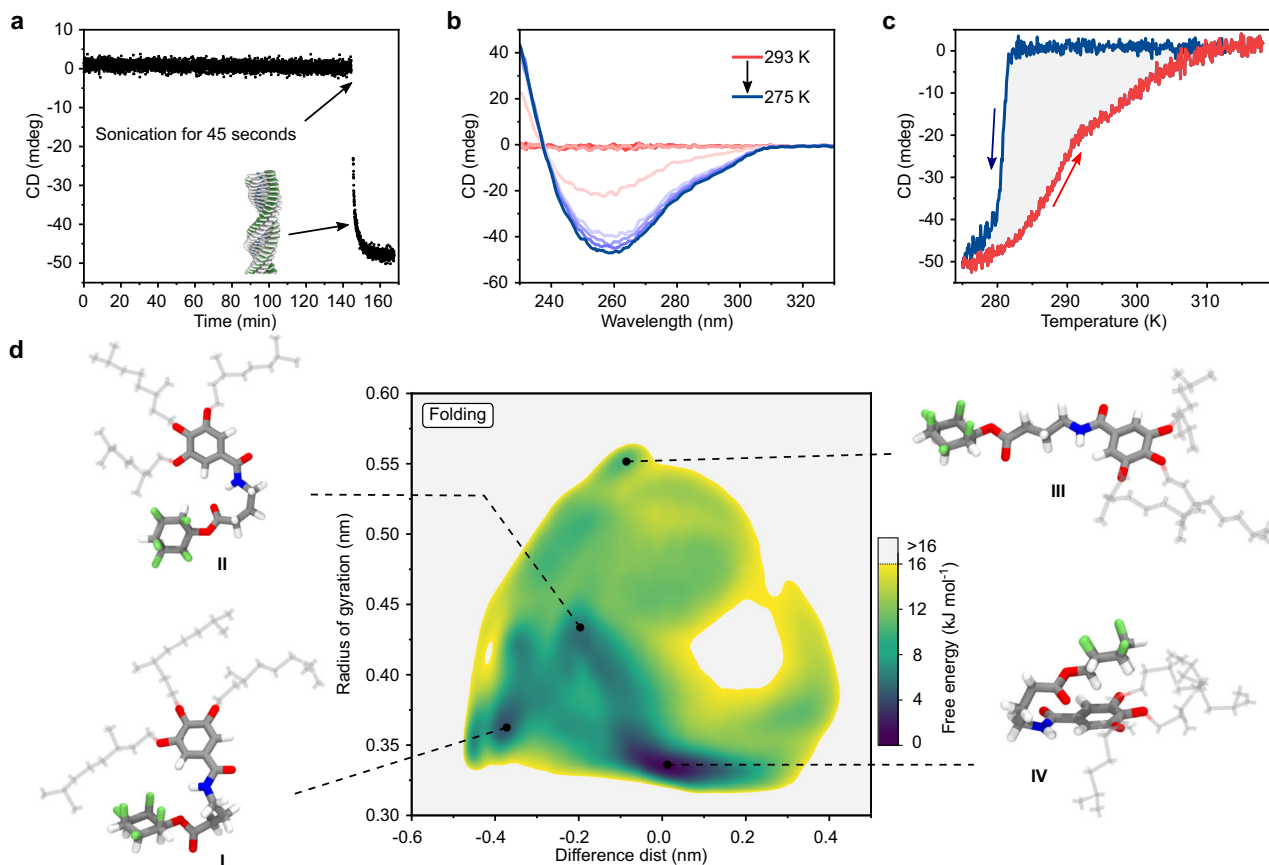 a
10
0
-10
-20
-30
-40
-50
CD (mdeg)
Sonication for 45 seconds
0 20 40 60 80 100 120 140 160
Time (min)
b
60
40
20
0
-20
-40
60
CD (mdeg)
293 K
275 K
240 260 280 300 320
Wavelength (nm)
c
10
0
-10
-20
-30
-40
-50
CD (mdeg)
280 290 300 310
Temperature (K)
d
II
I
Folding
0.60
0.55
0.50
0.45
0.40
0.35
0.30
Radius of gyration (nm)
-0.6 -0.4 -0.2 0.0 0.2 0.4
Difference dist (nm)
>16
16
12
8
4
0
Free energy (kJ mol⁻¹)
III
IV